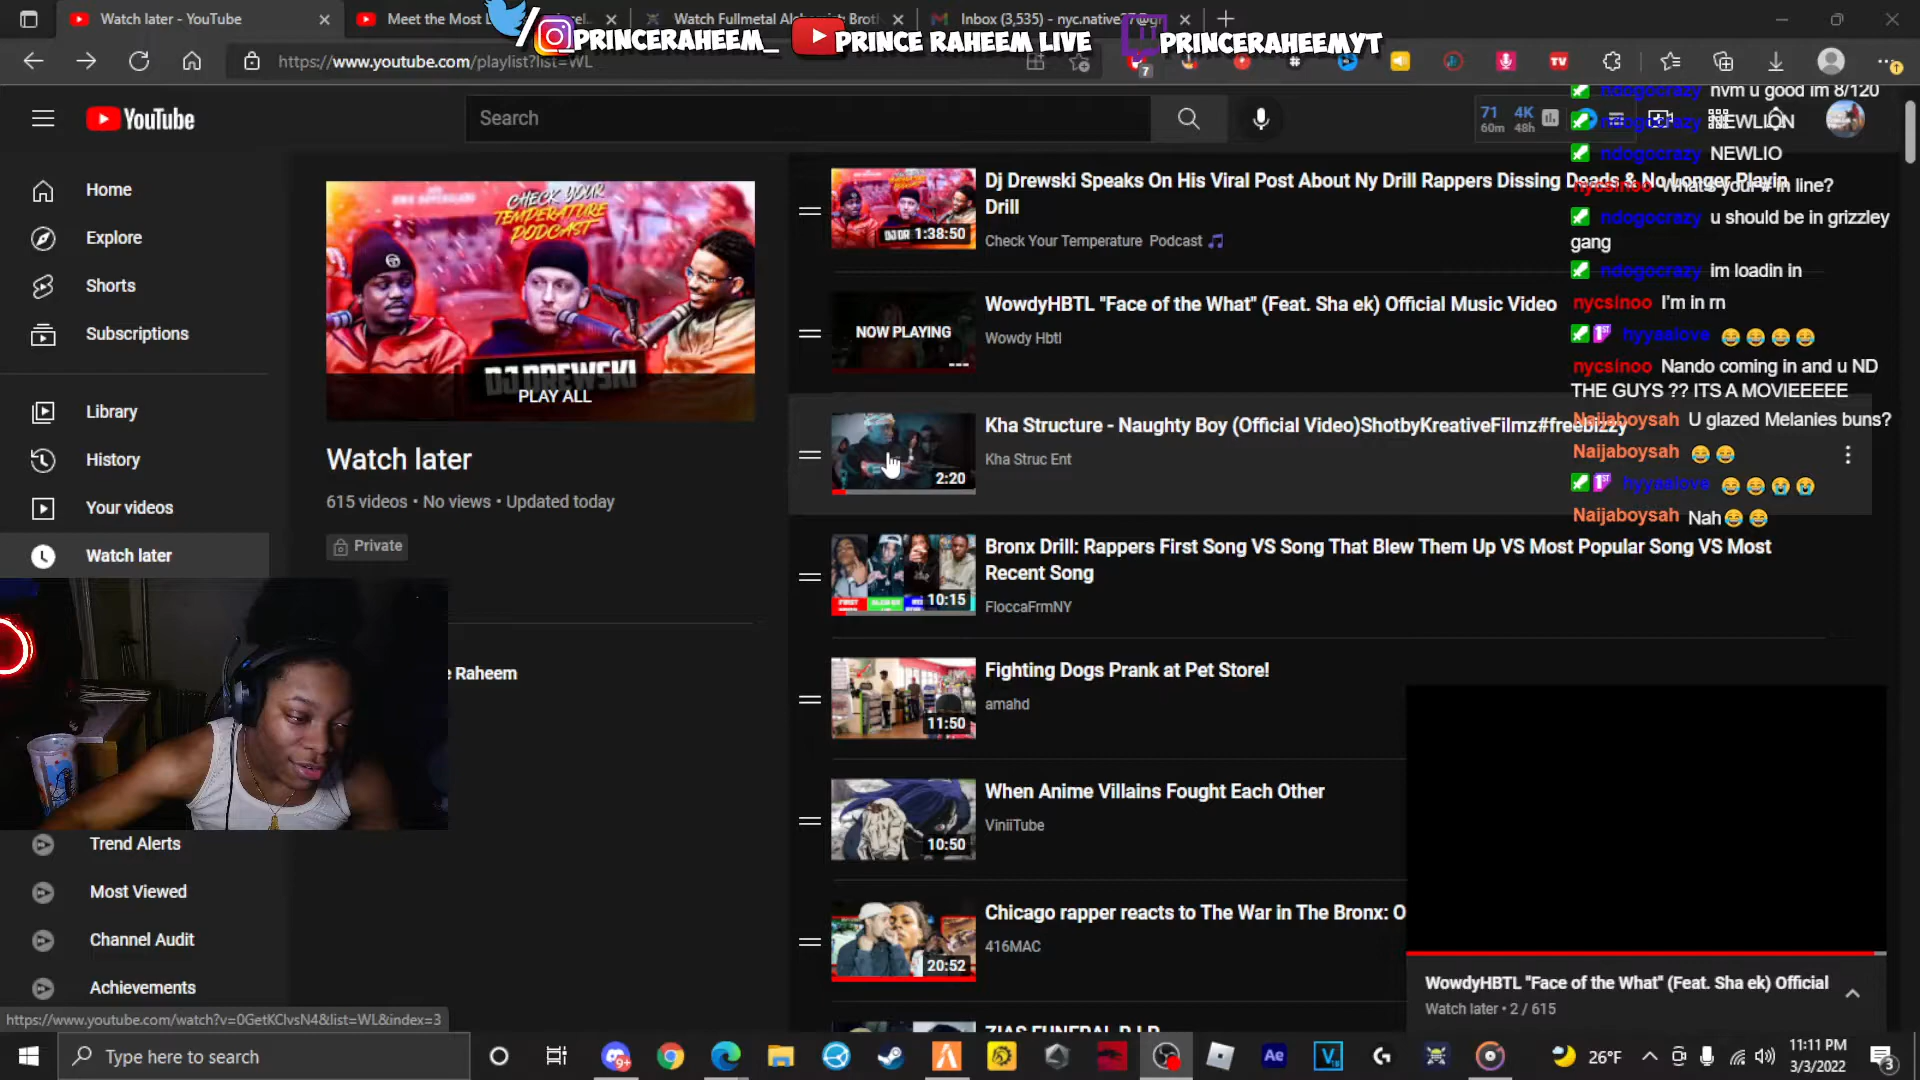 Watch later - YouTube
Watch Fullmetal Alchemist: Brot
Inbox (3,535) - nyc.native27@gr
@PRINCERAHEEM_
PRINCE RAHEEM LIVE
PRINCERAHEEMYT
https://www.youtube.com/playlist?list=WL
7
YouTube
Search
71
60m
4K
48h
Home
Explore
Shorts
Subscriptions
Library
History
Your videos
Watch later
Trend Alerts
Most Viewed
Channel Audit
Achievements
CHECK YOUR
TEMPERATURE
PODCAST
DJ DREWSKI
PLAY ALL
Watch later
615 videos • No views • Updated today
Private
e Raheem
Dj Drewski Speaks On His Viral Post About Ny Drill Rappers Dissing Deads & No Longer Playin
Drill
Check Your Temperature Podcast
1:38:50
WowdyHBTL "Face of the What" (Feat. Sha ek) Official Music Video
Wowdy Hbtl
NOW PLAYING
Kha Structure - Naughty Boy (Official Video)ShotbyKreativeFilmz#freebizzy
Kha Struc Ent
2:20
Bronx Drill: Rappers First Song VS Song That Blew Them Up VS Most Popular Song VS Most
Recent Song
FloccaFrmNY
10:15
Fighting Dogs Prank at Pet Store!
amahd
11:50
When Anime Villains Fought Each Other
ViniiTube
10:50
Chicago rapper reacts to The War in The Bronx: O
416MAC
20:52
ndogocrazy nvm u good im 8/120
ndogocrazy NEWLION
ndogocrazy NEWLIO
nycsinoo What's your # in line?
ndogocrazy u should be in grizzley
gang
ndogocrazy im loadin in
nycsinoo I'm in rn
hyyaalove 😂 😂 😂 😂
nycsinoo Nando coming in and u ND
THE GUYS ?? ITS A MOVIEEEEE
Naijaboysah U glazed Melanies buns?
Naijaboysah 😂 😂
hyyaalove 😂 😂 😭 😭
Naijaboysah Nah 😂 😂
WowdyHBTL "Face of the What" (Feat. Sha ek) Official
Watch later • 2 / 615
https://www.youtube.com/watch?v=0GetKClvsN4&list=WL&index=3
Type here to search
26°F
11:11 PM
3/3/2022
3